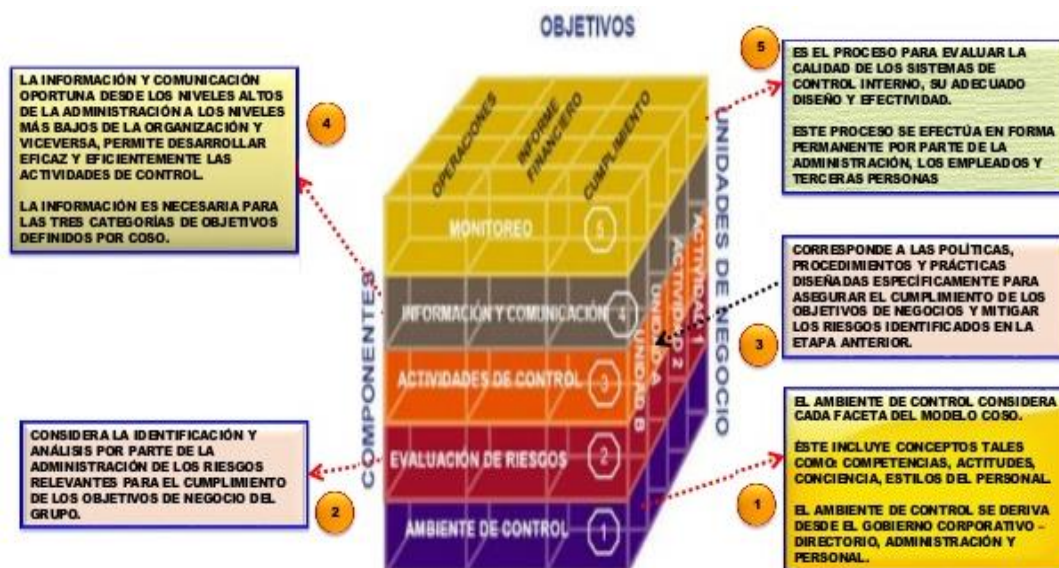 OBJETIVOS
LA INFORMACIÓN Y COMUNICACIÓN
OPORTUNA DESDE LOS NIVELES ALTOS
DE LA ADMINISTRACIÓN A LOS NIVELES
MÁS BAJOS DE LA ORGANIZACIÓN Y
VICEVERSA, PERMITE DESARROLLAR
EFICAZ Y EFICIENTEMENTE LAS
ACTIVIDADES DE CONTROL.
LA INFORMACIÓN ES NECESARIA PARA
LAS TRES CATEGORÍAS DE OBJETIVOS
DEFINIDOS POR COSO.
4
5
ES EL PROCESO PARA EVALUAR LA
CALIDAD DE LOS SISTEMAS DE
CONTROL INTERNO, SU ADECUADO
DISEÑO Y EFECTIVIDAD.
ESTE PROCESO SE EFECTÚA EN FORMA
PERMANENTE POR PARTE DE LA
ADMINISTRACIÓN, LOS EMPLEADOS Y
TERCERAS PERSONAS
OPERACIONES
INFORME
FINANCIERO
CUMPLIMIENTO
UNIDADES DE NEGOCIO
COMPONENTES
MONITOREO 5
INFORMACIÓN Y COMUNICACIÓN 4
ACTIVIDADES DE CONTROL 3
EVALUACIÓN DE RIESGOS 2
AMBIENTE DE CONTROL 1
UNIDAD B
UNIDAD A
ACTIVIDAD 2
ACTIVIDAD 1
CORRESPONDE A LAS POLÍTICAS,
PROCEDIMIENTOS Y PRÁCTICAS
DISEÑADAS ESPECÍFICAMENTE PARA
ASEGURAR EL CUMPLIMIENTO DE LOS
OBJETIVOS DE NEGOCIOS Y MITIGAR
LOS RIESGOS IDENTIFICADOS EN LA
ETAPA ANTERIOR.
3
CONSIDERA LA IDENTIFICACIÓN Y
ANÁLISIS POR PARTE DE LA
ADMINISTRACIÓN DE LOS RIESGOS
RELEVANTES PARA EL CUMPLIMIENTO
DE LOS OBJETIVOS DE NEGOCIO DEL
GRUPO.
2
EL AMBIENTE DE CONTROL CONSIDERA
CADA FACETA DEL MODELO COSO.
ÉSTE INCLUYE CONCEPTOS TALES
COMO: COMPETENCIAS, ACTITUDES,
CONCIENCIA, ESTILOS DEL PERSONAL.
EL AMBIENTE DE CONTROL SE DERIVA
DESDE EL GOBIERNO CORPORATIVO –
DIRECTORIO, ADMINISTRACIÓN Y
PERSONAL.
1